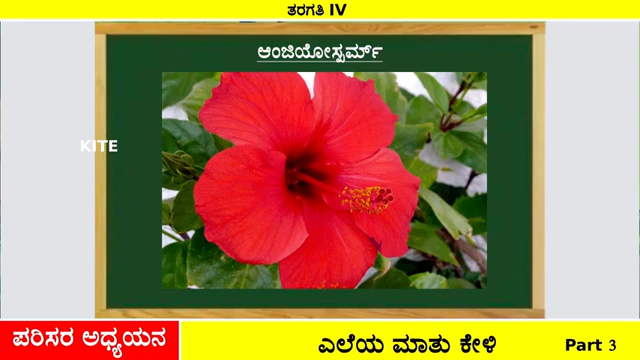 ತರಗತಿ IV
ಆಂಜಿಯೋಸ್ಪರ್ಮ್
KITE
ಪರಿಸರ ಅಧ್ಯಯನ
ಎಲೆಯ ಮಾತು ಕೇಳಿ
Part 3